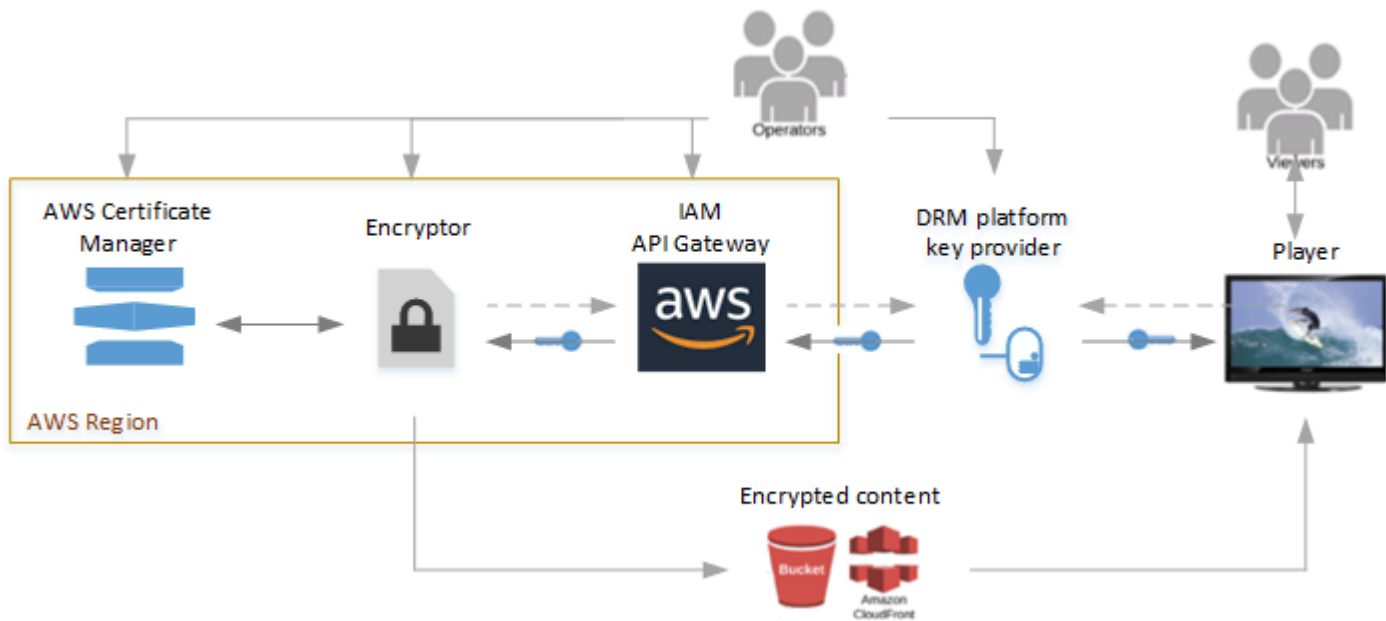 Operators
Viewers
AWS Certificate
Manager
Encryptor
IAM
API Gateway
DRM platform
key provider
Player
aws
AWS Region
Encrypted content
Bucket
Amazon
CloudFront